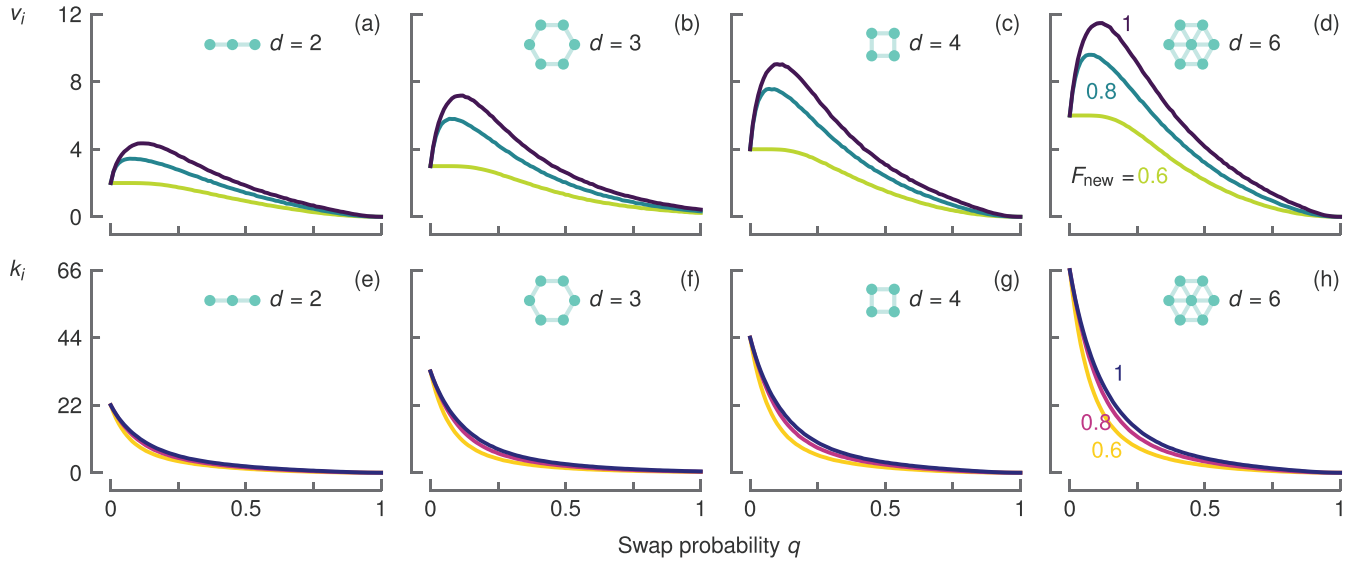 vᵢ
12
8
4
0
(a)
d = 2
(b)
d = 3
(c)
d = 4
(d)
d = 6
1
0.8
F_new = 0.6
kᵢ
66
44
22
0
(e)
d = 2
(f)
d = 3
(g)
d = 4
(h)
d = 6
1
0.8
0.6
0 0.5 1
0 0.5 1
0 0.5 1
0 0.5 1
Swap probability q